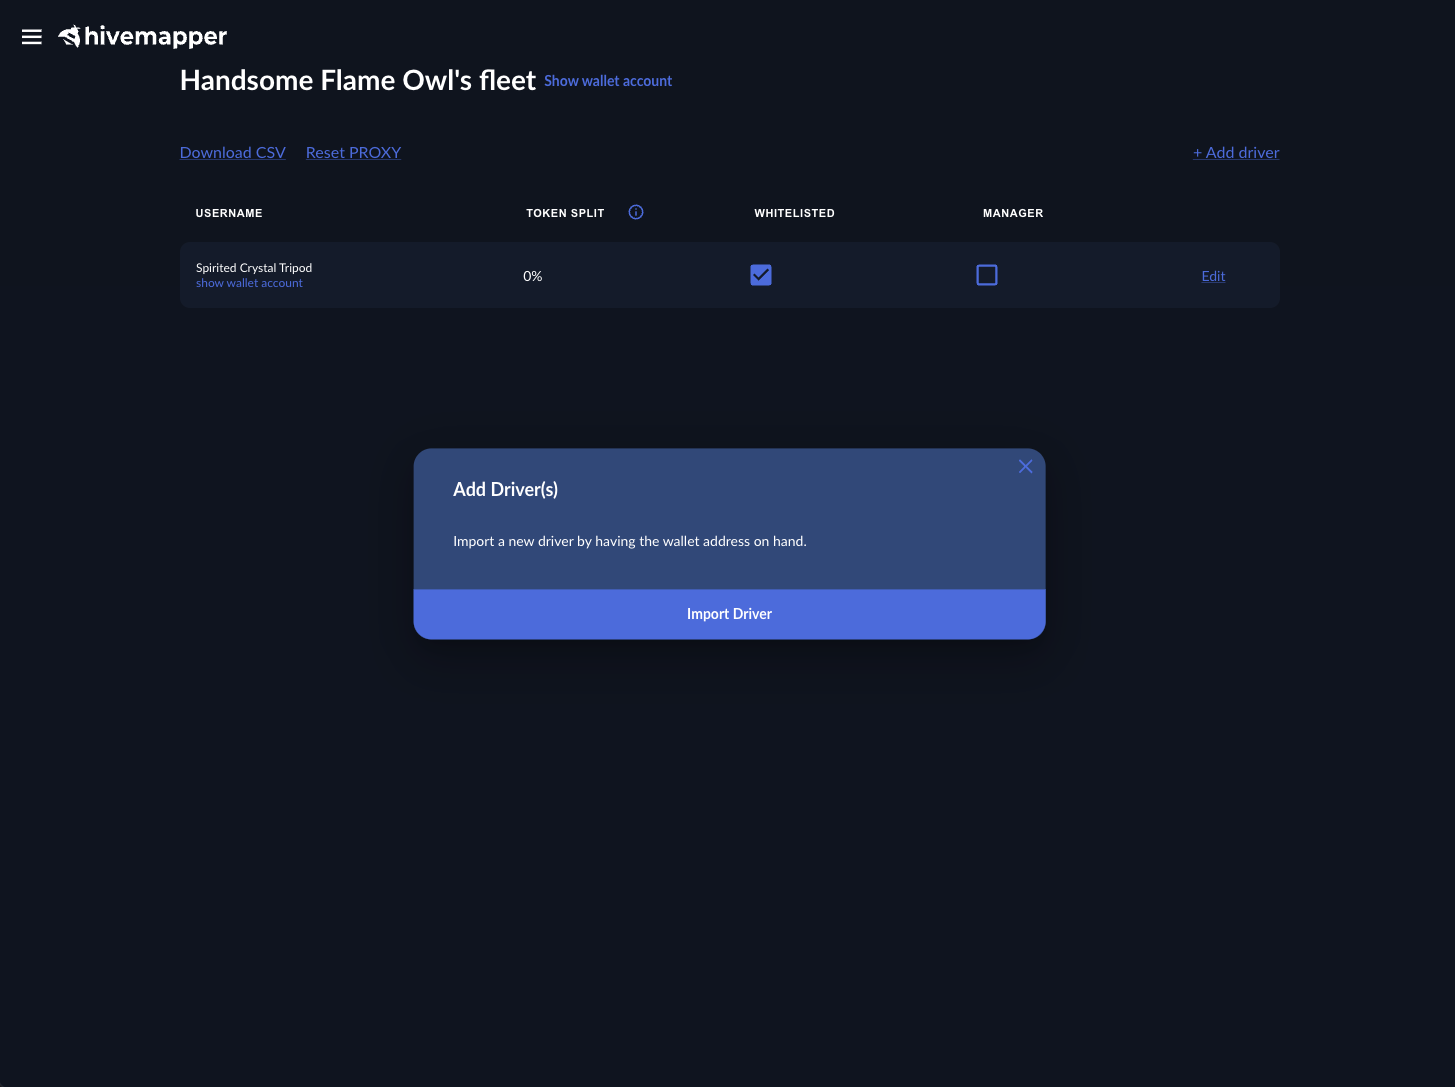 hivemapper
Handsome Flame Owl's fleet Show wallet account
Download CSV Reset PROXY + Add driver
USERNAME TOKEN SPLIT WHITELISTED MANAGER
Spirited Crystal Tripod
show wallet account
0% Edit
Add Driver(s)
Import a new driver by having the wallet address on hand.
Import Driver